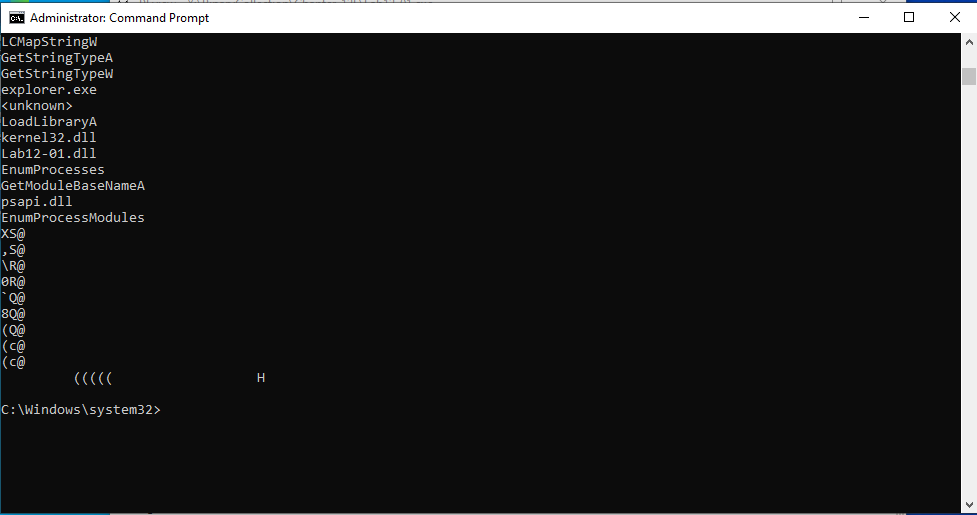 Administrator: Command Prompt
LCMapStringW
GetStringTypeA
GetStringTypeW
explorer.exe
<unknown>
LoadLibraryA
kernel32.dll
Lab12-01.dll
EnumProcesses
GetModuleBaseNameA
psapi.dll
EnumProcessModules
XS@
,S@
\R@
0R@
`Q@
8Q@
(Q@
(c@
(c@
         (((((                  H
C:\Windows\system32>